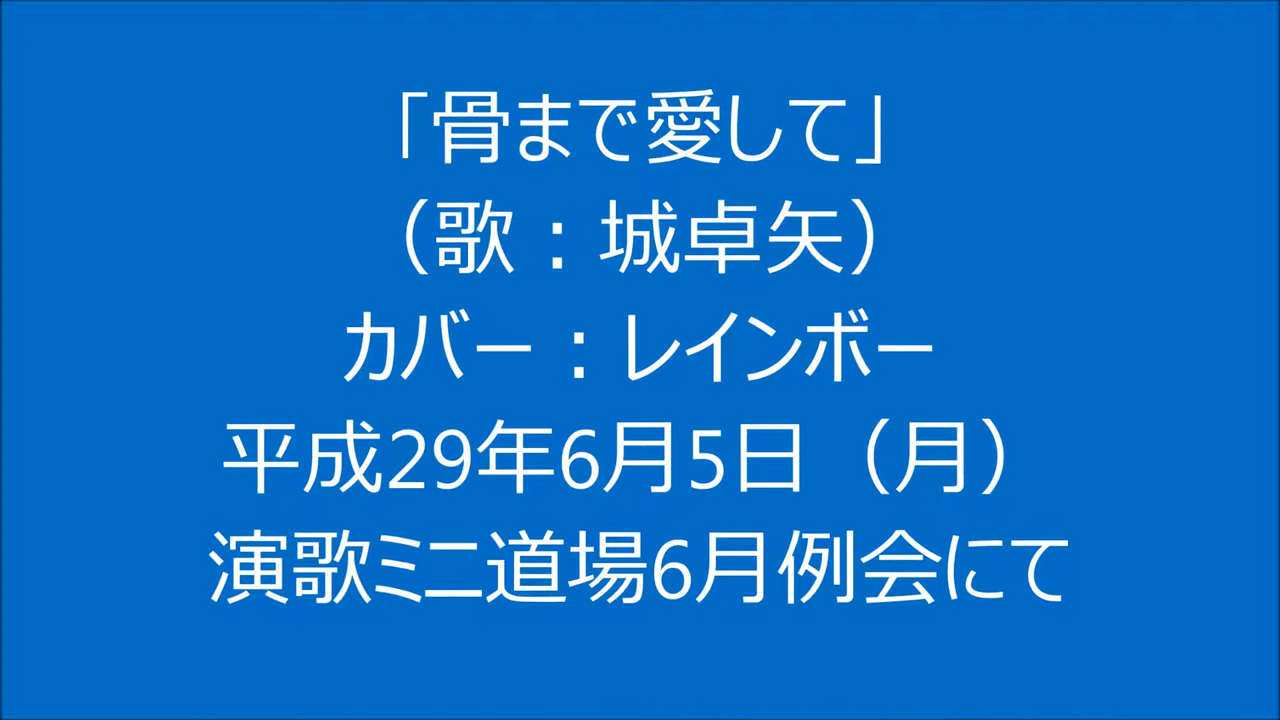 「骨まで愛して」
（歌：城卓矢）
カバー：レインボー
平成29年6月5日（月）
演歌ミニ道場6月例会にて